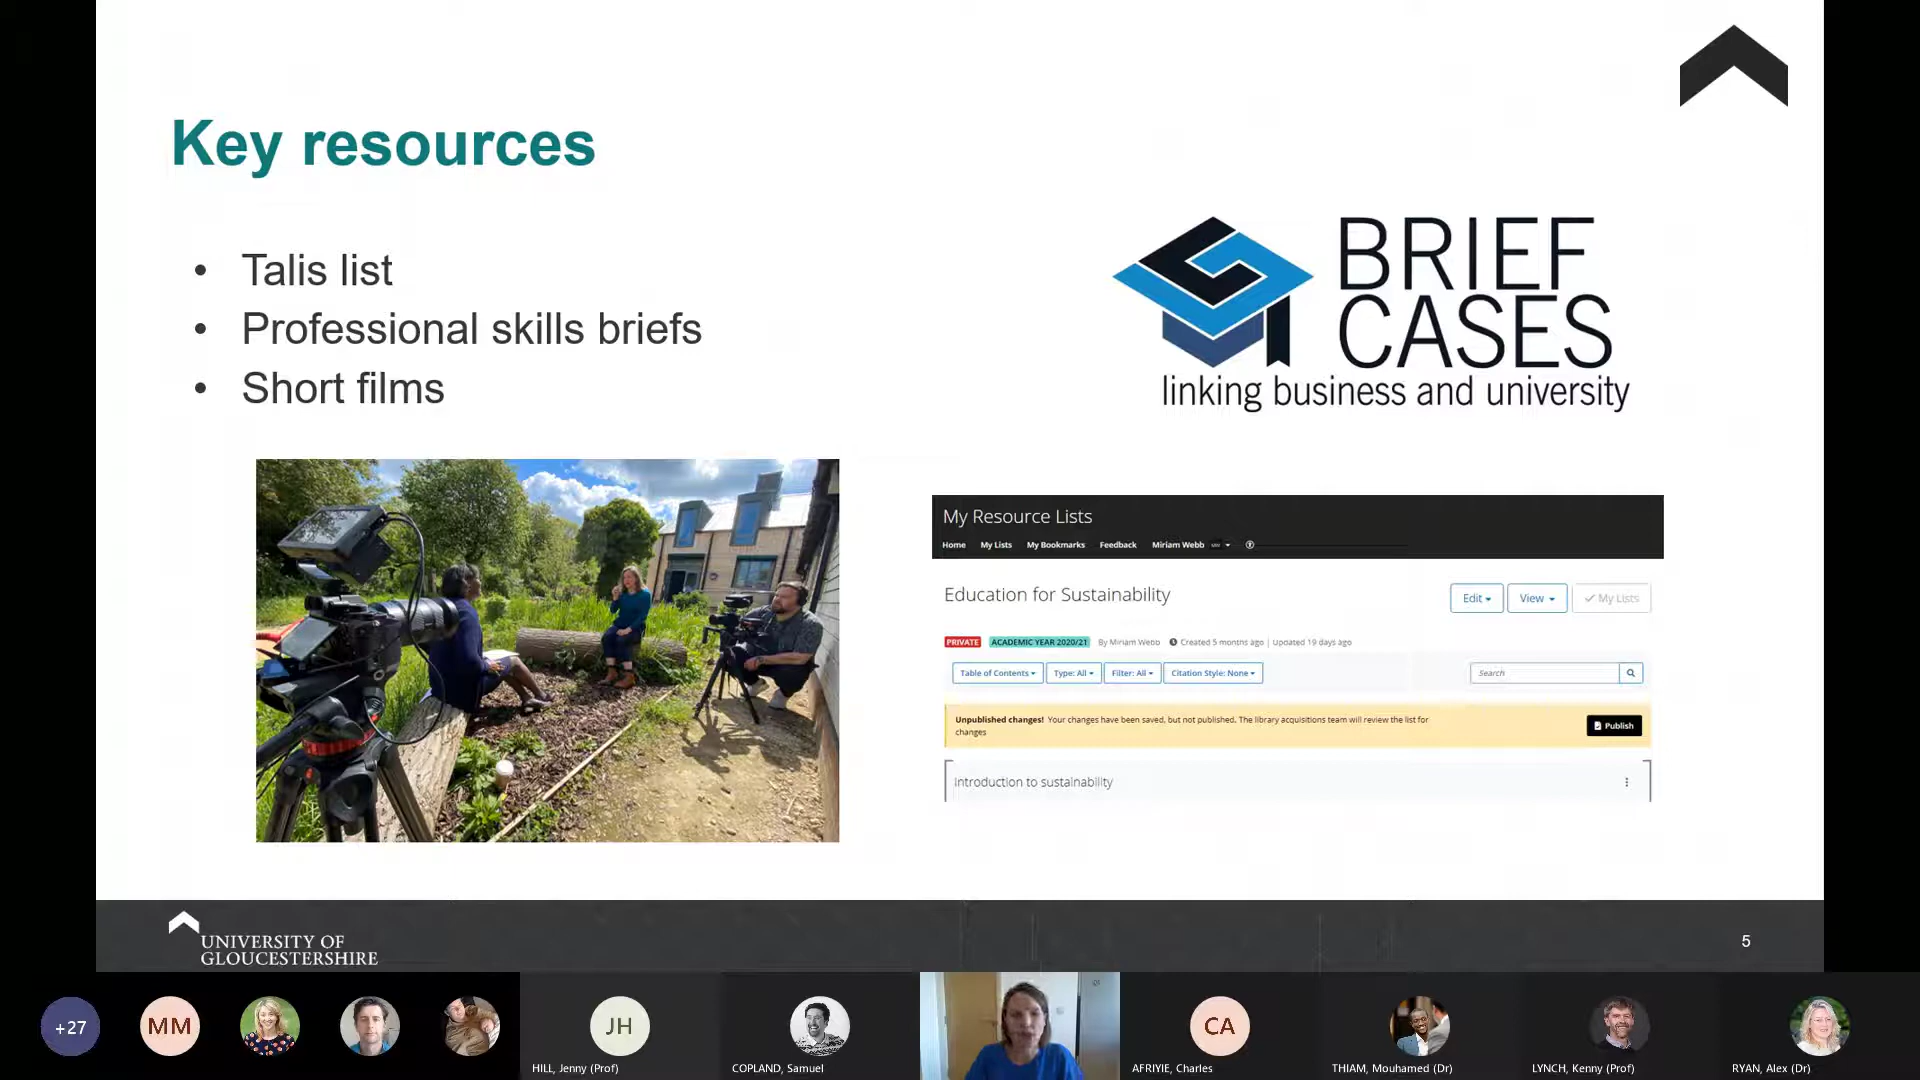 Key resources
• Talis list
• Professional skills briefs
• Short films
BRIEF
CASES
linking business and university
My Resource Lists
Home My Lists My Bookmarks Feedback Miriam Webb
Education for Sustainability
Edit View My Lists
PRIVATE ACADEMIC YEAR 2020/21 By Miriam Webb Created 5 months ago | Updated 19 days ago
Table of Contents Type: All Filter: All Citation Style: None Search
Unpublished changes! Your changes have been saved, but not published. The library acquisitions team will review the list for
changes
Publish
Introduction to sustainability
UNIVERSITY OF
GLOUCESTERSHIRE
5
+27 MM JH CA
HILL, Jenny (Prof) COPLAND, Samuel AFRIYIE, Charles THIAM, Mouhamed (Dr) LYNCH, Kenny (Prof) RYAN, Alex (Dr)